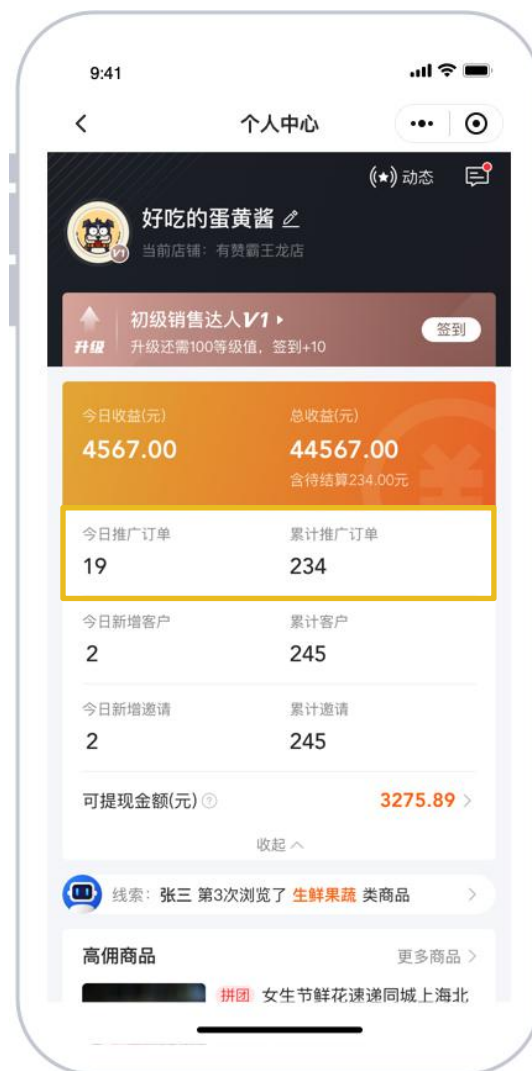 9:41
个人中心
动态
好吃的蛋黄酱
V1
当前店铺：有赞霸王龙店
初级销售达人V1
签到
升级
升级还需100等级值，签到+10
今日收益(元)
总收益(元)
4567.00
44567.00
含待结算234.00元
今日推广订单
累计推广订单
19
234
今日新增客户
累计客户
2
245
今日新增邀请
累计邀请
2
245
可提现金额(元)
3275.89
收起
线索：张三 第3次浏览了 生鲜果蔬 类商品
高佣商品
更多商品
拼团 女生节鲜花速递同城上海北